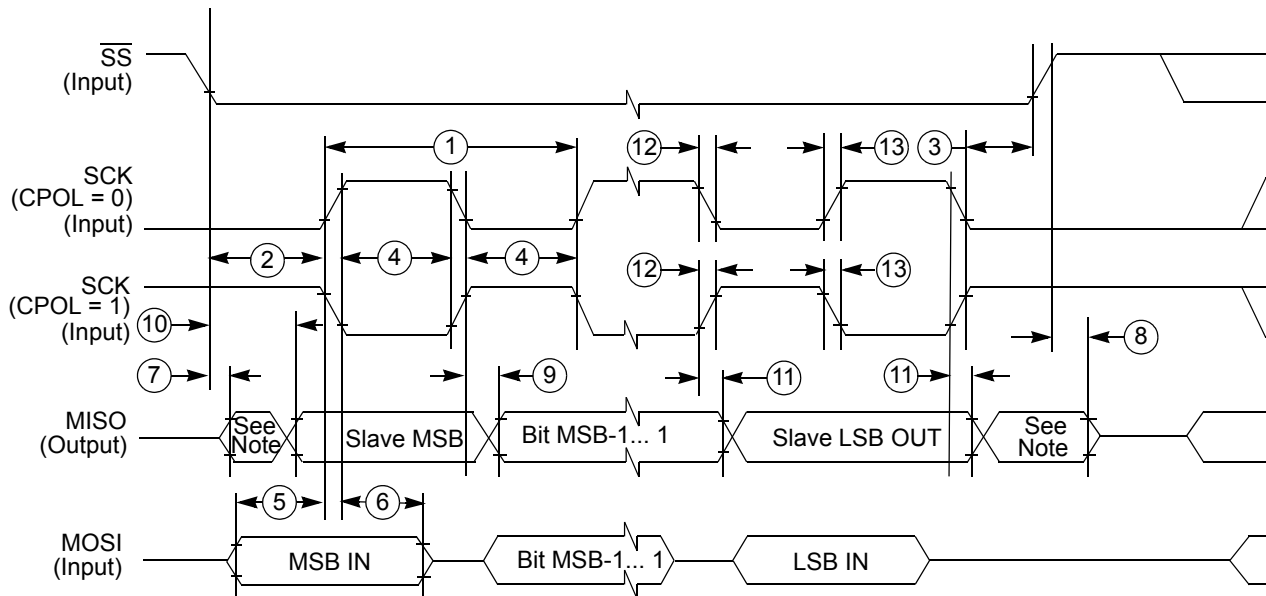 SS
(Input)
1
12
13
3
SCK
(CPOL = 0)
(Input)
2
4
4
12
13
SCK
(CPOL = 1)
(Input)
10
8
7
9
11
11
MISO
(Output)
See
Note
Slave MSB
Bit MSB-1... 1
Slave LSB OUT
See
Note
5
6
MOSI
(Input)
MSB IN
Bit MSB-1... 1
LSB IN